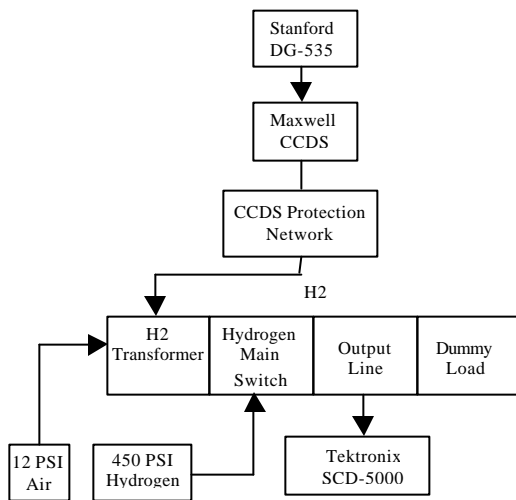 Stanford
DG-535
Maxwell
CCDS
CCDS Protection
Network
H2
H2
Transformer
Hydrogen
Main
Switch
Output
Line
Dummy
Load
12 PSI
Air
450 PSI
Hydrogen
Tektronix
SCD-5000